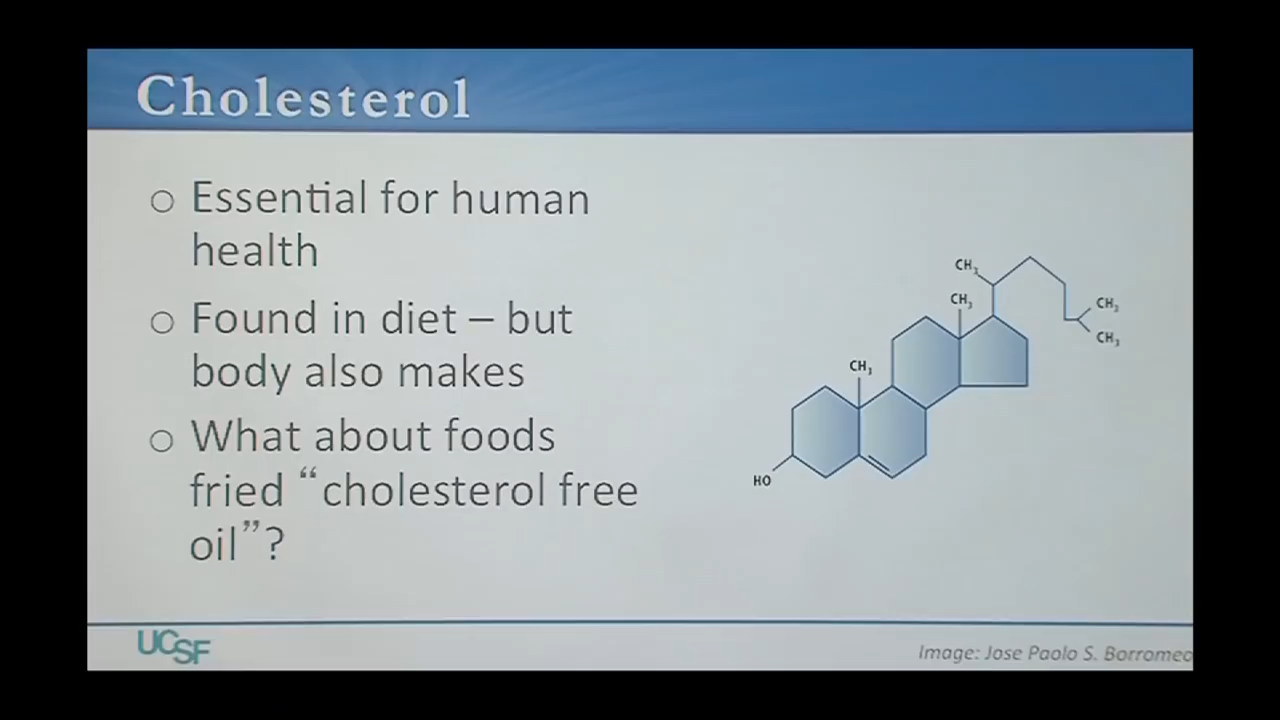 Cholesterol
○ Essential for human
health
○ Found in diet – but
body also makes
○ What about foods
fried “cholesterol free
oil”?
CH3
CH3
CH3
CH3
CH3
HO
UCSF
Image: Jose Paolo S. Borromeo